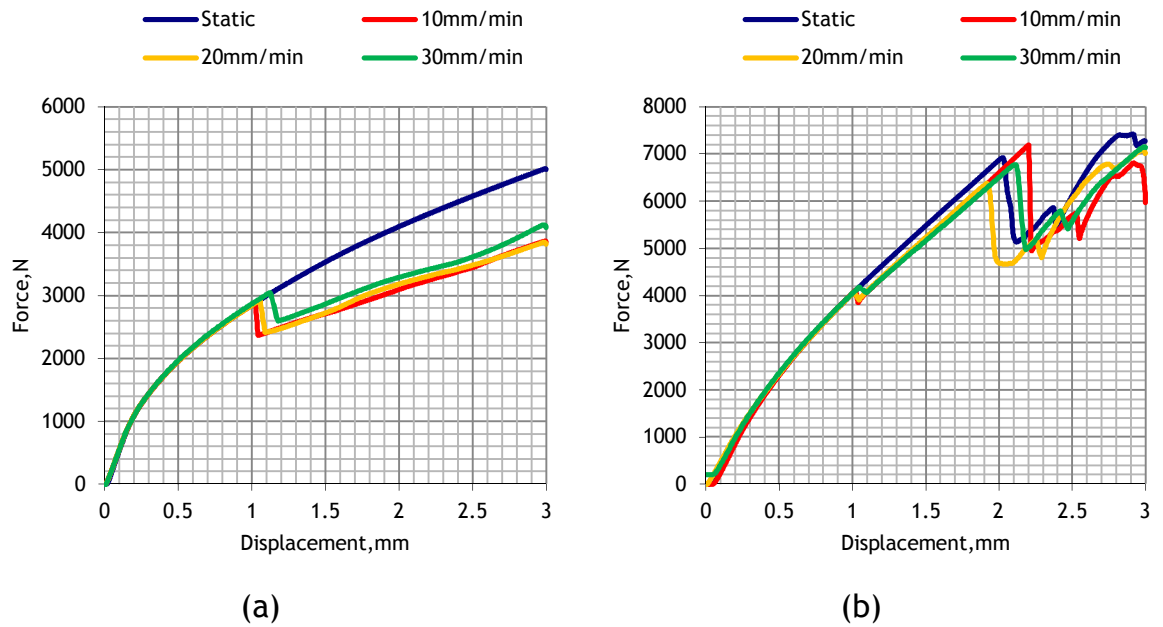 Static
10mm/min
20mm/min
30mm/min
6000
5000
4000
3000
2000
1000
0
Force,N
0
0.5
1
1.5
2
2.5
3
Displacement,mm
(a)
Static
10mm/min
20mm/min
30mm/min
8000
7000
6000
5000
4000
3000
2000
1000
0
Force,N
0
0.5
1
1.5
2
2.5
3
Displacement,mm
(b)